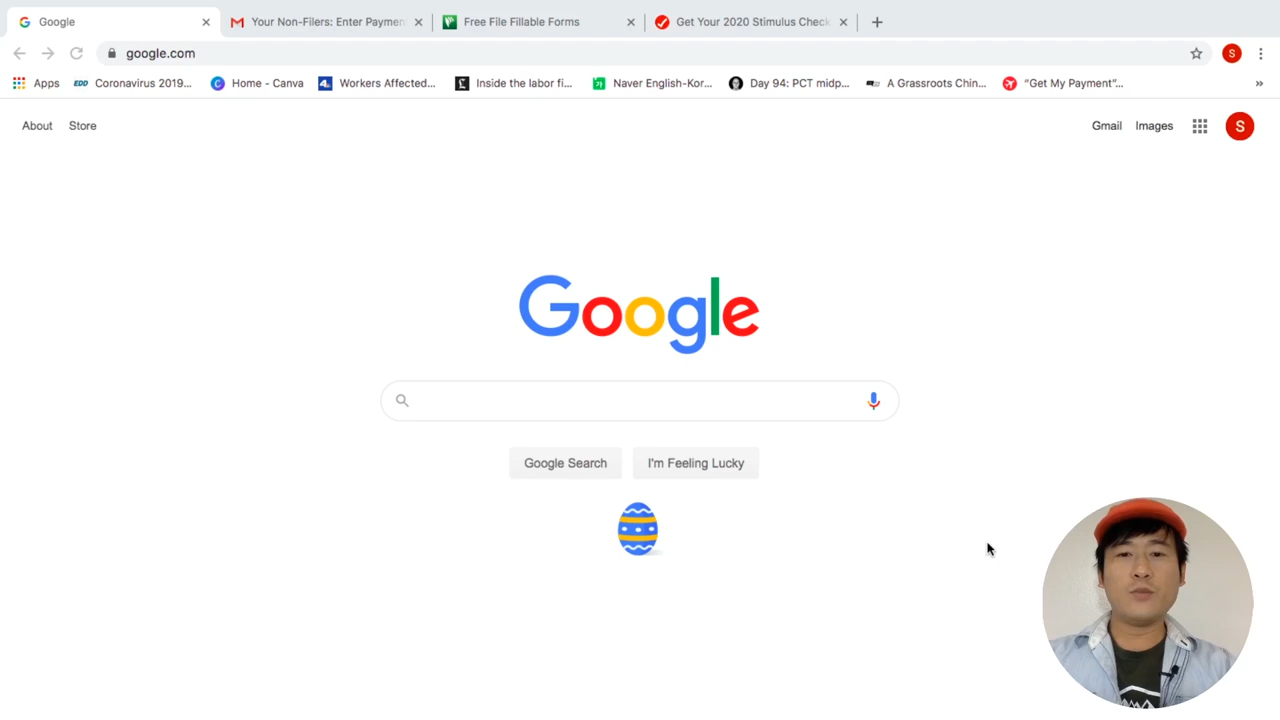 Google
Your Non-Filers: Enter Paymen
Free File Fillable Forms
Get Your 2020 Stimulus Check
google.com
S
Apps
EDD Coronavirus 2019...
Home - Canva
Workers Affected...
Inside the labor fi...
Naver English-Kor...
Day 94: PCT midp...
A Grassroots Chin...
“Get My Payment”...
»
About
Store
Gmail
Images
S
Google
Google Search
I'm Feeling Lucky